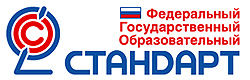 Федеральный
Государственный
Образовательный
СТАНДАРТ